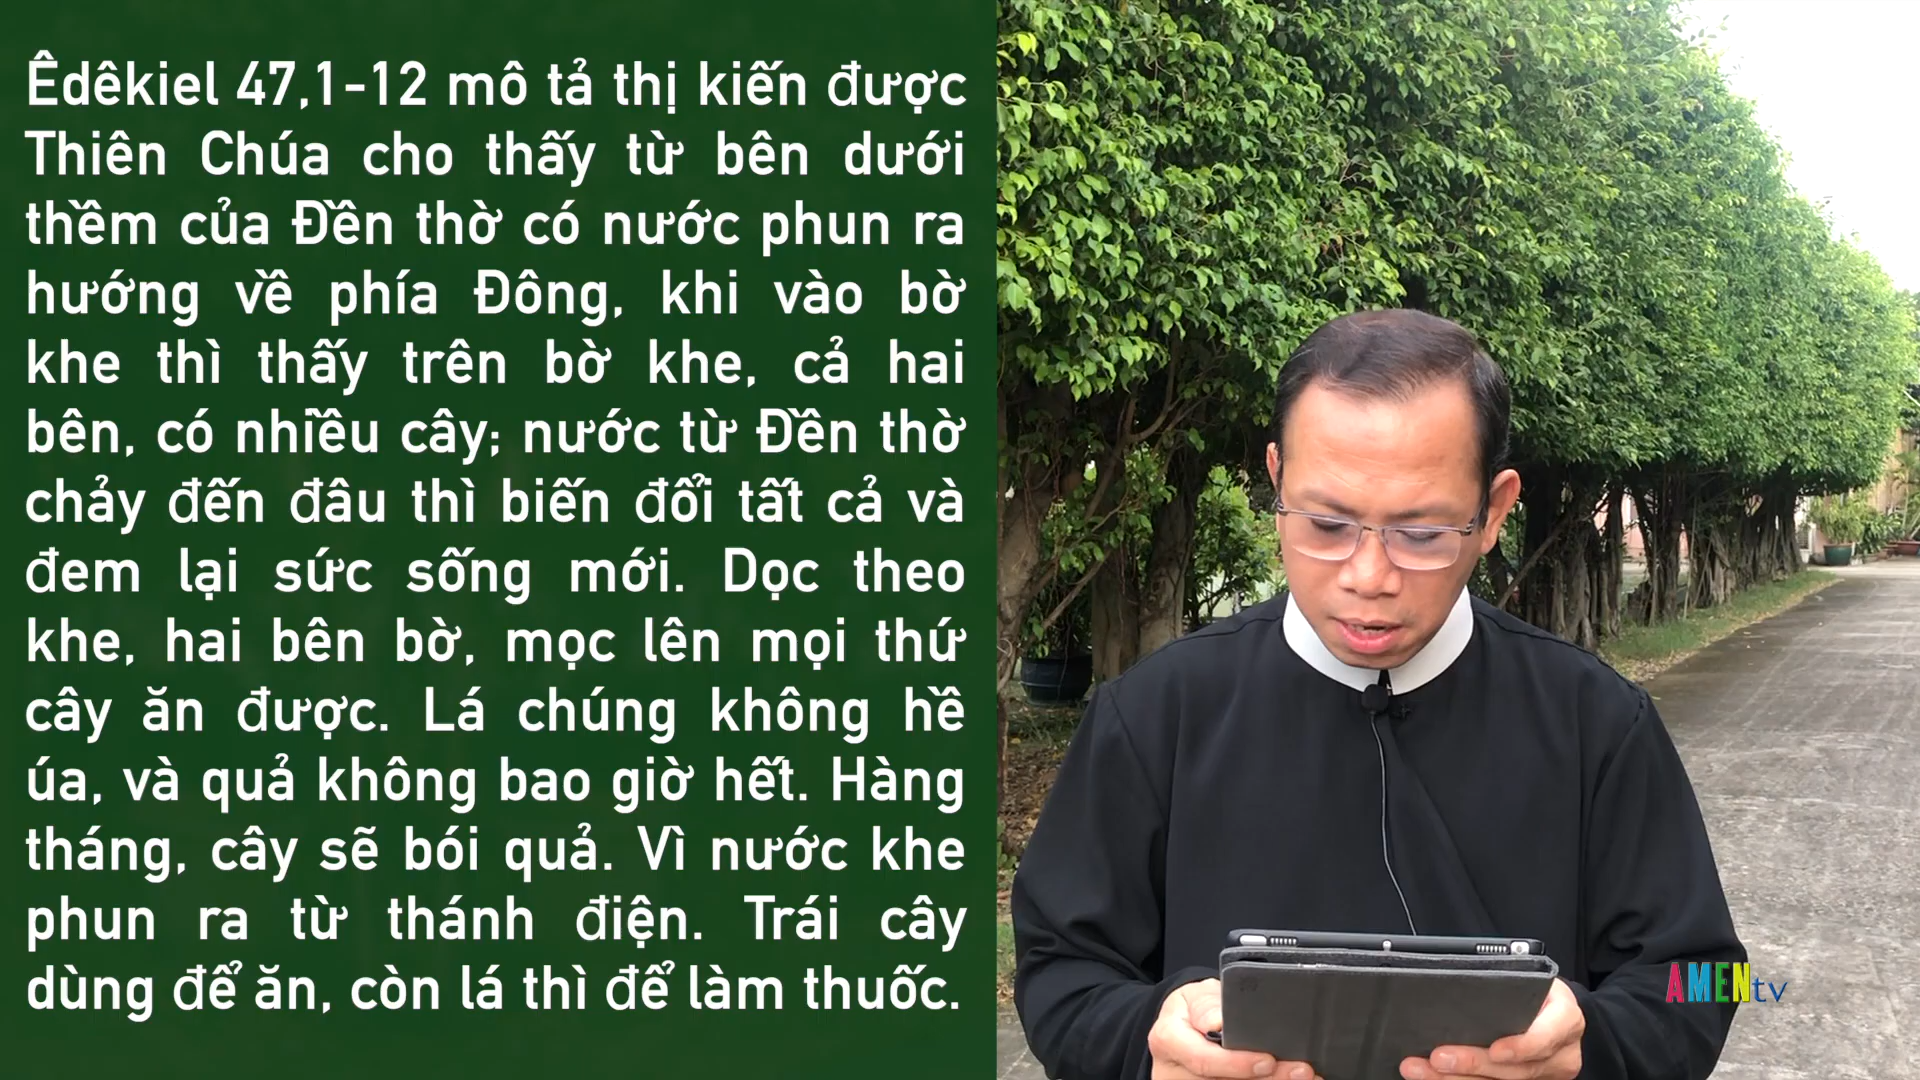 Êdêkiel 47,1-12 mô tả thị kiến được
Thiên Chúa cho thấy từ bên dưới
thềm của Đền thờ có nước phun ra
hướng về phía Đông, khi vào bờ
khe thì thấy trên bờ khe, cả hai
bên, có nhiều cây; nước từ Đền thờ
chảy đến đâu thì biến đổi tất cả và
đem lại sức sống mới. Dọc theo
khe, hai bên bờ, mọc lên mọi thứ
cây ăn được. Lá chúng không hề
úa, và quả không bao giờ hết. Hàng
tháng, cây sẽ bói quả. Vì nước khe
phun ra từ thánh điện. Trái cây
dùng để ăn, còn lá thì để làm thuốc.
AMENtv